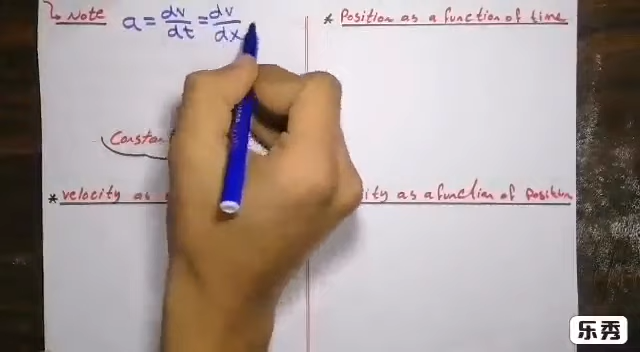 Note a = dv/dt = dv/dx
* Position as a function of time
* velocity as
ity as a function of Position
乐秀